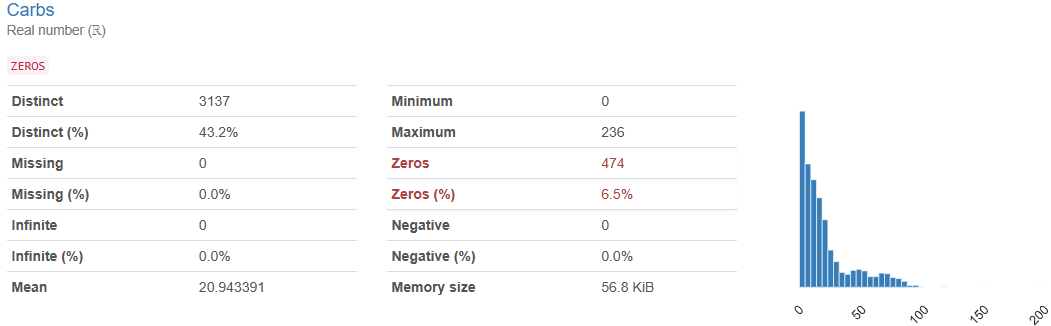 Carbs
Real number (ℝ)
ZEROS
Distinct 3137
Distinct (%) 43.2%
Missing 0
Missing (%) 0.0%
Infinite 0
Infinite (%) 0.0%
Mean 20.943391
Minimum 0
Maximum 236
Zeros 474
Zeros (%) 6.5%
Negative 0
Negative (%) 0.0%
Memory size 56.8 KiB
0 50 100 150 200